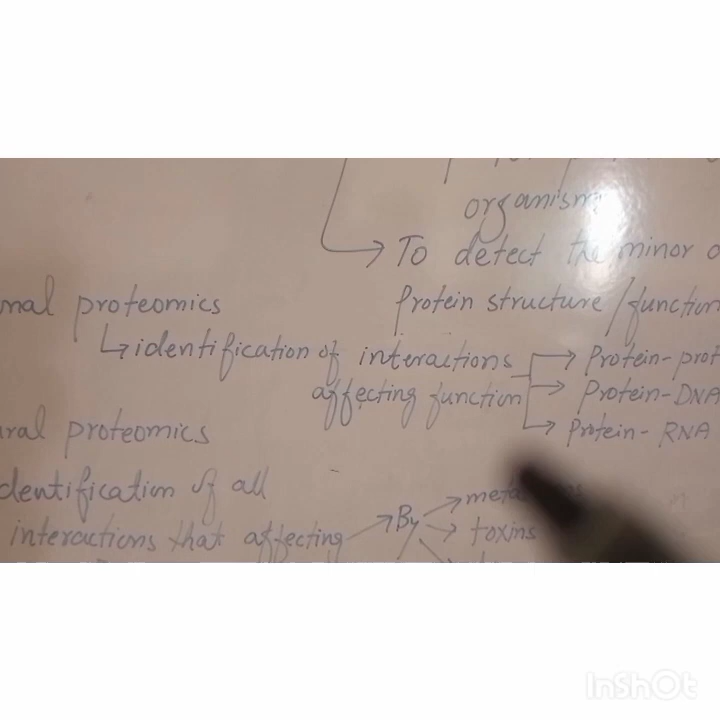 organism
→ To detect the minor
nal proteomics
Protein structure/function
↳ identification of interactions
affecting function
→ Protein-prot
→ Protein-DNA
→ Protein- RNA
ral proteomics
dentification of all
interactions that affecting → By
→ meta
→ toxins
InShOt